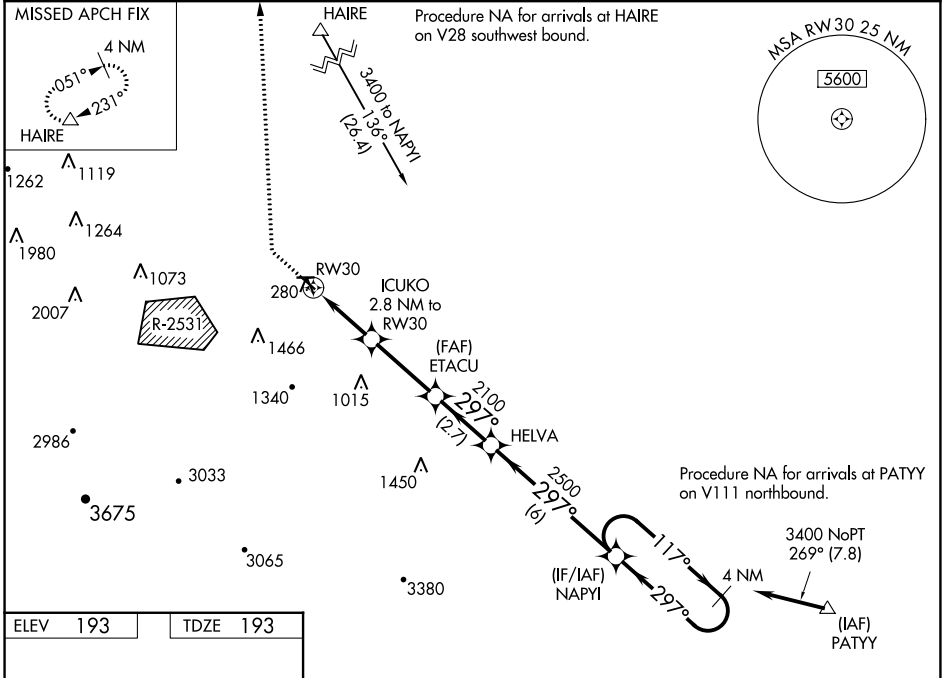 MISSED APCH FIX
4 NM
051°
231°
HAIRE
HAIRE
3400 to NAPYI
136°
(26.4)
Procedure NA for arrivals at HAIRE
on V28 southwest bound.
MSA RW30 25 NM
5600
1262
1119
1264
1980
1073
2007
R-2531
280
RW30
ICUKO
2.8 NM to
RW30
1466
(FAF)
ETACU
1340
1015
2100
297°
(2.7)
HELVA
2986
3033
1450
2500
297°
(6)
Procedure NA for arrivals at PATYY
on V111 northbound.
3675
3400 NoPT
269° (7.8)
117°
4 NM
297°
3065
3380
(IF/IAF)
NAPYI
(IAF)
PATYY
ELEV 193
TDZE 193